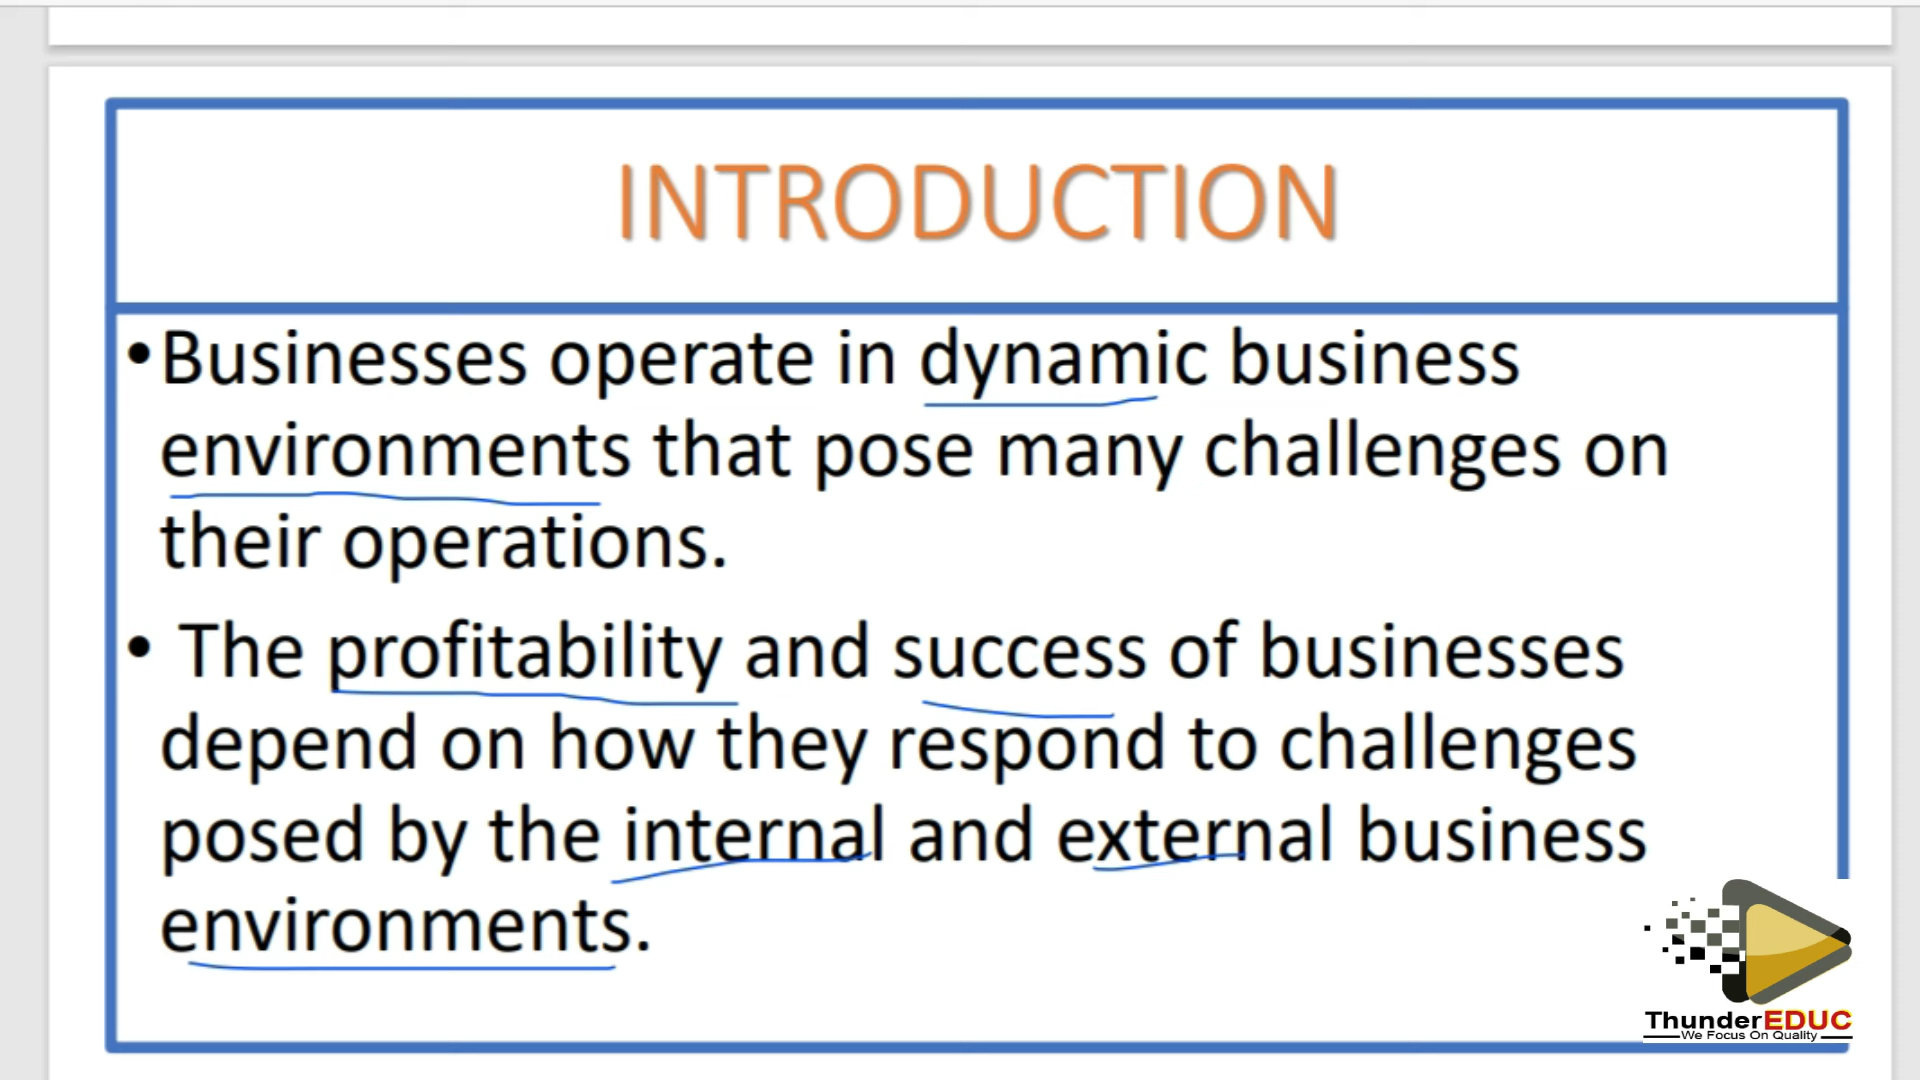 INTRODUCTION
•Businesses operate in dynamic business
environments that pose many challenges on
their operations.
• The profitability and success of businesses
depend on how they respond to challenges
posed by the internal and external business
environments.
ThunderEDUC
We Focus On Quality